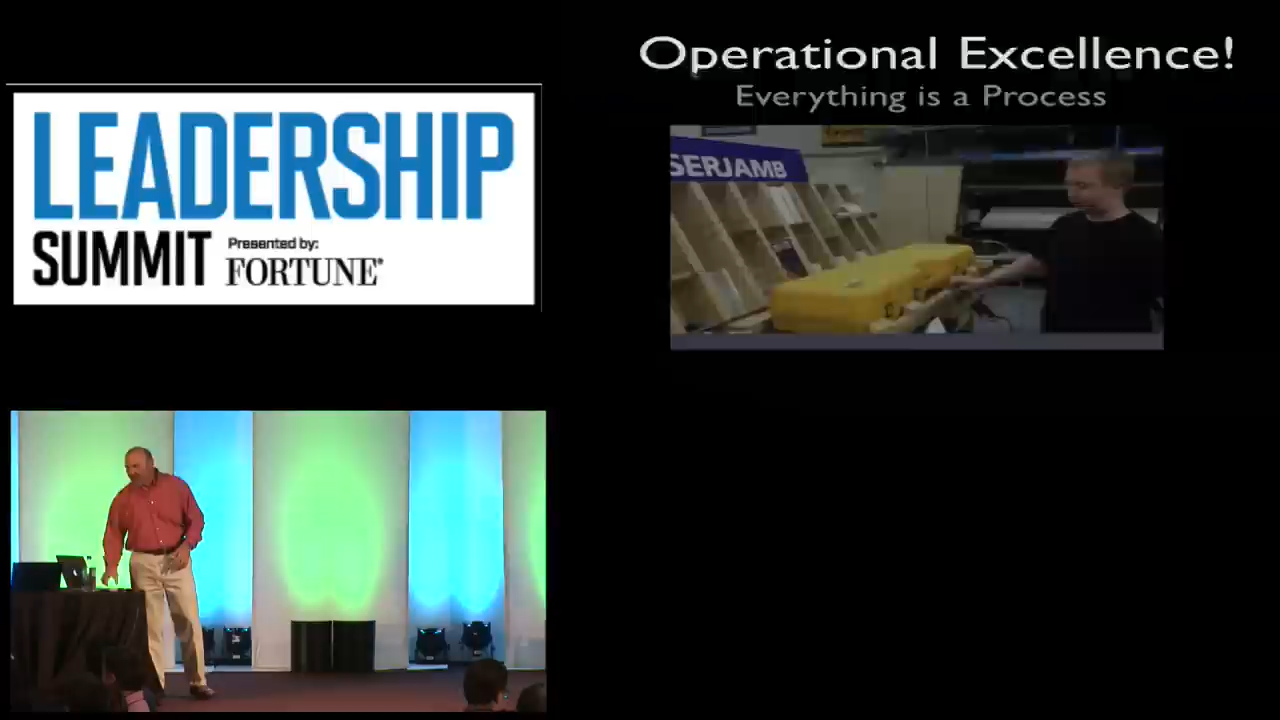 LEADERSHIP
SUMMIT
Presented by:
FORTUNE
Operational Excellence!
Everything is a Process
SERJAMB